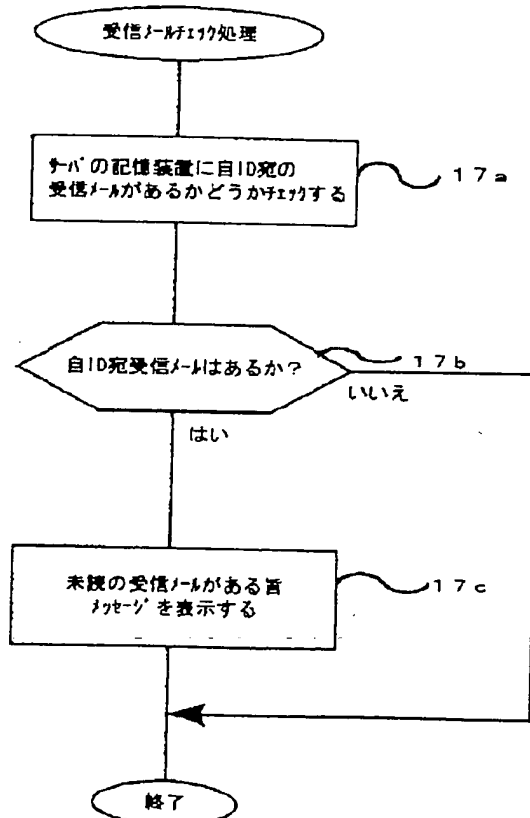 受信ﾒｰﾙﾁｪｯｸ処理
ｻｰﾊﾞの記憶装置に自ID宛の
受信ﾒｰﾙがあるかどうかﾁｪｯｸする
17a
自ID宛受信ﾒｰﾙはあるか?
17b
いいえ
はい
未読の受信ﾒｰﾙがある旨
ﾒｯｾｰｼﾞを表示する
17c
終了